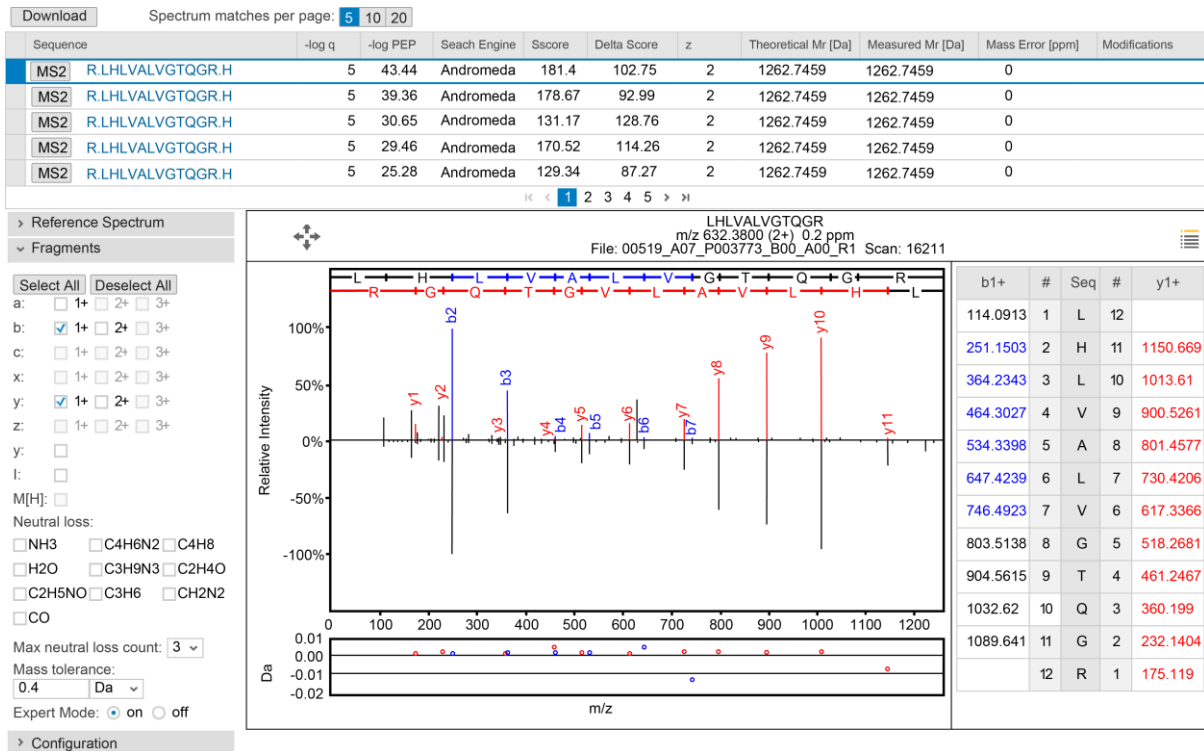 Download Spectrum matches per page: 5 10 20
Sequence -log q -log PEP Seach Engine Sscore Delta Score z Theoretical Mr [Da] Measured Mr [Da] Mass Error [ppm] Modifications
MS2 R.LHLVALVGTQGR.H 5 43.44 Andromeda 181.4 102.75 2 1262.7459 1262.7459 0
MS2 R.LHLVALVGTQGR.H 5 39.36 Andromeda 178.67 92.99 2 1262.7459 1262.7459 0
MS2 R.LHLVALVGTQGR.H 5 30.65 Andromeda 131.17 128.76 2 1262.7459 1262.7459 0
MS2 R.LHLVALVGTQGR.H 5 29.46 Andromeda 170.52 114.26 2 1262.7459 1262.7459 0
MS2 R.LHLVALVGTQGR.H 5 25.28 Andromeda 129.34 87.27 2 1262.7459 1262.7459 0
1 2 3 4 5
Reference Spectrum
Fragments
Select All Deselect All
a: 1+ 2+ 3+
b: 1+ 2+ 3+
c: 1+ 2+ 3+
x: 1+ 2+ 3+
y: 1+ 2+ 3+
z: 1+ 2+ 3+
y:
I:
M[H]:
Neutral loss:
NH3 C4H6N2 C4H8
H2O C3H9N3 C2H4O
C2H5NO C3H6 CH2N2
CO
Max neutral loss count: 3
Mass tolerance:
0.4 Da
Expert Mode: on off
Configuration
LHLVALVGTQGR
m/z 632.3800 (2+) 0.2 ppm
File: 00519_A07_P003773_B00_A00_R1 Scan: 16211
L H L V A L V G T Q G R
R G Q T G V L A V L H L
Relative Intensity
100%
50%
0%
-50%
-100%
y1 y2 b2 b3 y3 y4 b4 y5 b5 y6 b6 y7 b7 y8 y9 y10 y11
0 100 200 300 400 500 600 700 800 900 1000 1100 1200
Da
0.01
0.00
-0.01
-0.02
m/z
b1+ # Seq # y1+
114.0913 1 L 12
251.1503 2 H 11 1150.669
364.2343 3 L 10 1013.61
464.3027 4 V 9 900.5261
534.3398 5 A 8 801.4577
647.4239 6 L 7 730.4206
746.4923 7 V 6 617.3366
803.5138 8 G 5 518.2681
904.5615 9 T 4 461.2467
1032.62 10 Q 3 360.199
1089.641 11 G 2 232.1404
12 R 1 175.119